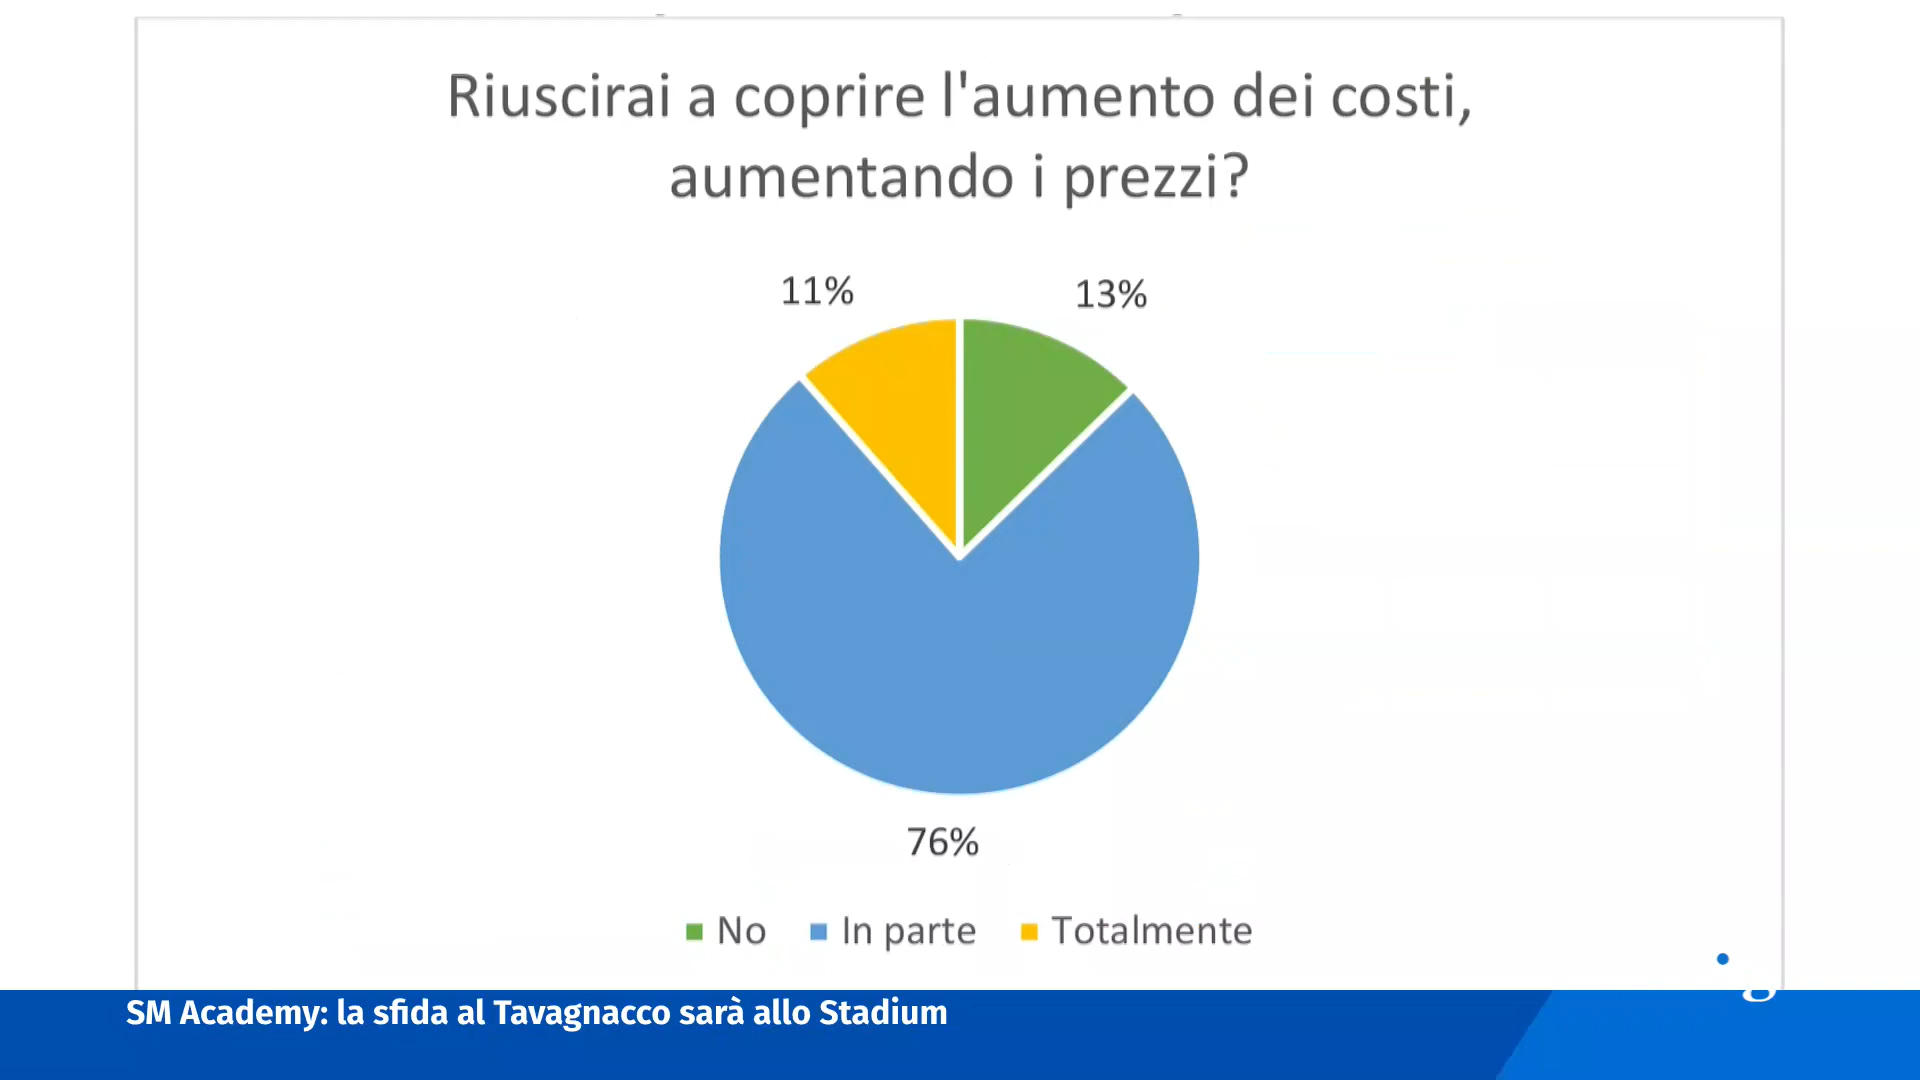 Riuscirai a coprire l'aumento dei costi,
aumentando i prezzi?
11%
13%
76%
No
In parte
Totalmente
SM Academy: la sfida al Tavagnacco sarà allo Stadium